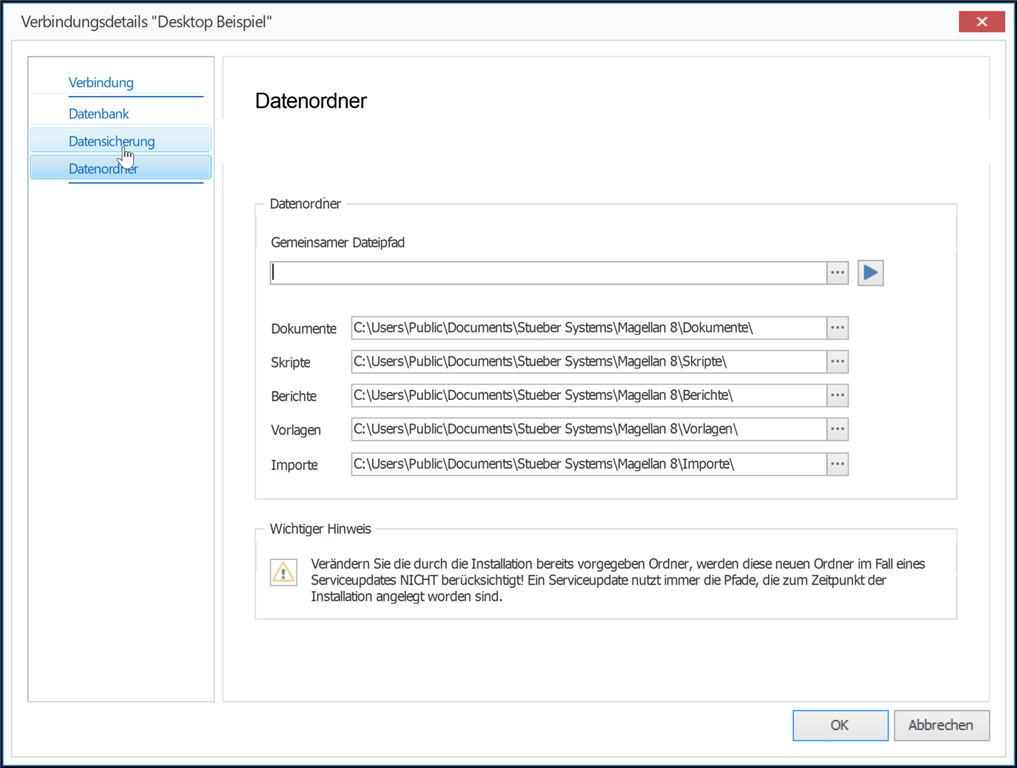 Verbindungsdetails "Desktop Beispiel"
Verbindung
Datenbank
Datensicherung
Datenordner
Datenordner
Datenordner
Gemeinsamer Dateipfad
Dokumente C:\Users\Public\Documents\Stueber Systems\Magellan 8\Dokumente\
Skripte C:\Users\Public\Documents\Stueber Systems\Magellan 8\Skripte\
Berichte C:\Users\Public\Documents\Stueber Systems\Magellan 8\Berichte\
Vorlagen C:\Users\Public\Documents\Stueber Systems\Magellan 8\Vorlagen\
Importe C:\Users\Public\Documents\Stueber Systems\Magellan 8\Importe\
Wichtiger Hinweis
Verändern Sie die durch die Installation bereits vorgegeben Ordner, werden diese neuen Ordner im Fall eines
Serviceupdates NICHT berücksichtigt! Ein Serviceupdate nutzt immer die Pfade, die zum Zeitpunkt der
Installation angelegt worden sind.
OK
Abbrechen